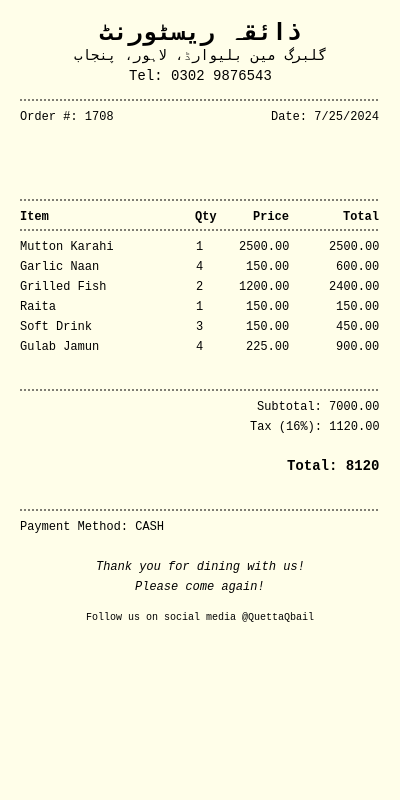 ذائقہ ریسٹورنٹ
گلبرگ مین بلیوارڈ، لاہور، پنجاب
Tel: 0302 9876543
Order #: 1708 Date: 7/25/2024
Item Qty Price Total
Mutton Karahi 1 2500.00 2500.00
Garlic Naan 4 150.00 600.00
Grilled Fish 2 1200.00 2400.00
Raita 1 150.00 150.00
Soft Drink 3 150.00 450.00
Gulab Jamun 4 225.00 900.00
Subtotal: 7000.00
Tax (16%): 1120.00
Total: 8120
Payment Method: CASH
Thank you for dining with us!
Please come again!
Follow us on social media @QuettaQbail